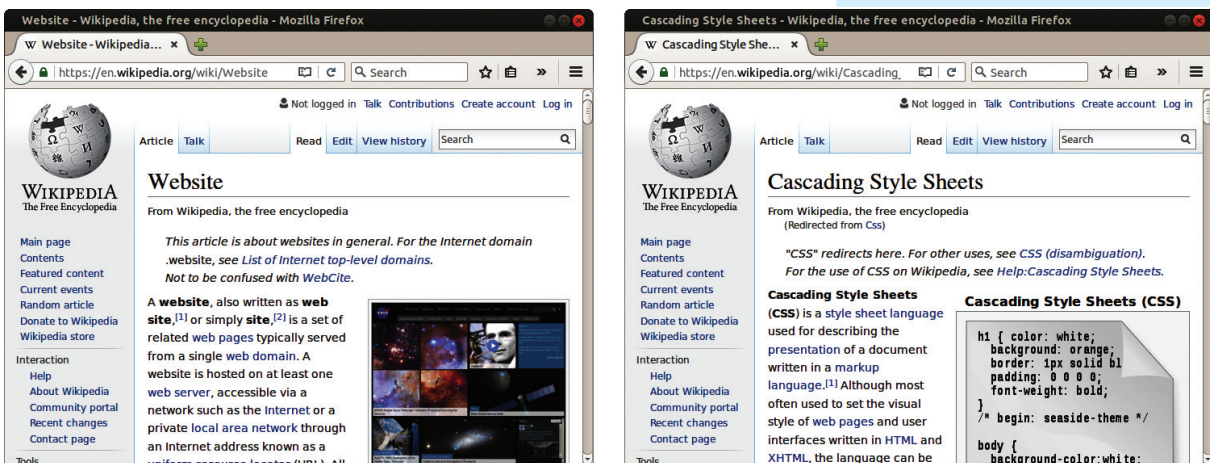 Website - Wikipedia, the free encyclopedia - Mozilla Firefox
W Website - Wikipedia…
https://en.wikipedia.org/wiki/Website
Search
Not logged in Talk Contributions Create account Log in
Article Talk Read Edit View history Search
WIKIPEDIA
The Free Encyclopedia
Main page
Contents
Featured content
Current events
Random article
Donate to Wikipedia
Wikipedia store
Interaction
Help
About Wikipedia
Community portal
Recent changes
Contact page
Tools
Website
From Wikipedia, the free encyclopedia
This article is about websites in general. For the Internet domain
.website, see List of Internet top-level domains.
Not to be confused with WebCite.
A website, also written as web
site,[1] or simply site,[2] is a set of
related web pages typically served
from a single web domain. A
website is hosted on at least one
web server, accessible via a
network such as the Internet or a
private local area network through
an Internet address known as a
uniform resource locator (URL). All
Cascading Style Sheets - Wikipedia, the free encyclopedia - Mozilla Firefox
W Cascading Style She…
https://en.wikipedia.org/wiki/Cascading_
Search
Not logged in Talk Contributions Create account Log in
Article Talk Read Edit View history Search
WIKIPEDIA
The Free Encyclopedia
Main page
Contents
Featured content
Current events
Random article
Donate to Wikipedia
Wikipedia store
Interaction
Help
About Wikipedia
Community portal
Recent changes
Contact page
Tools
Cascading Style Sheets
From Wikipedia, the free encyclopedia
(Redirected from Css)
"CSS" redirects here. For other uses, see CSS (disambiguation).
For the use of CSS on Wikipedia, see Help:Cascading Style Sheets.
Cascading Style Sheets
(CSS) is a style sheet language
used for describing the
presentation of a document
written in a markup
language.[1] Although most
often used to set the visual
style of web pages and user
interfaces written in HTML and
XHTML, the language can be
Cascading Style Sheets (CSS)
h1 { color: white;
background: orange;
border: 1px solid bl
padding: 0 0 0 0;
font-weight: bold;
}
/* begin: seaside-theme */
body {
background-color:white;